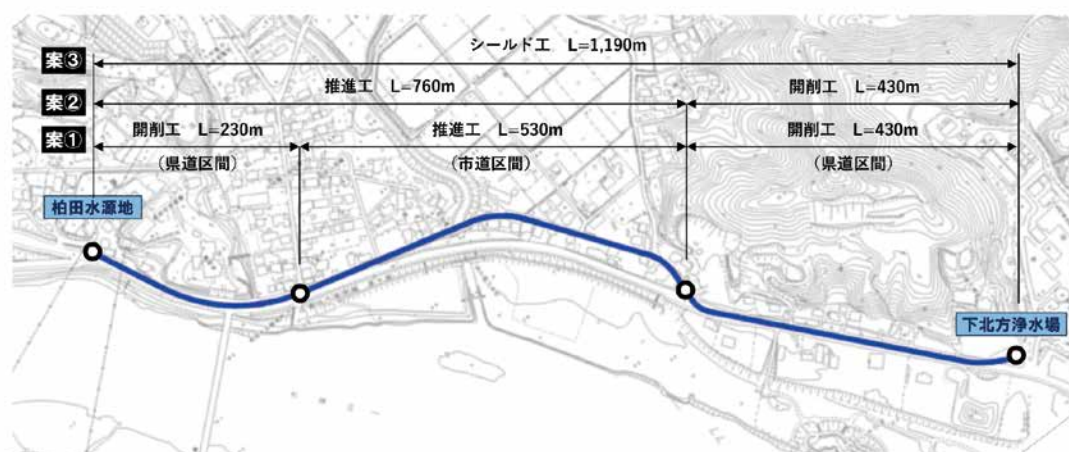 案③
シールド工 L=1,190m
案②
推進工 L=760m
開削工 L=430m
案①
開削工 L=230m
推進工 L=530m
開削工 L=430m
(県道区間)
(市道区間)
(県道区間)
柏田水源地
下北方浄水場